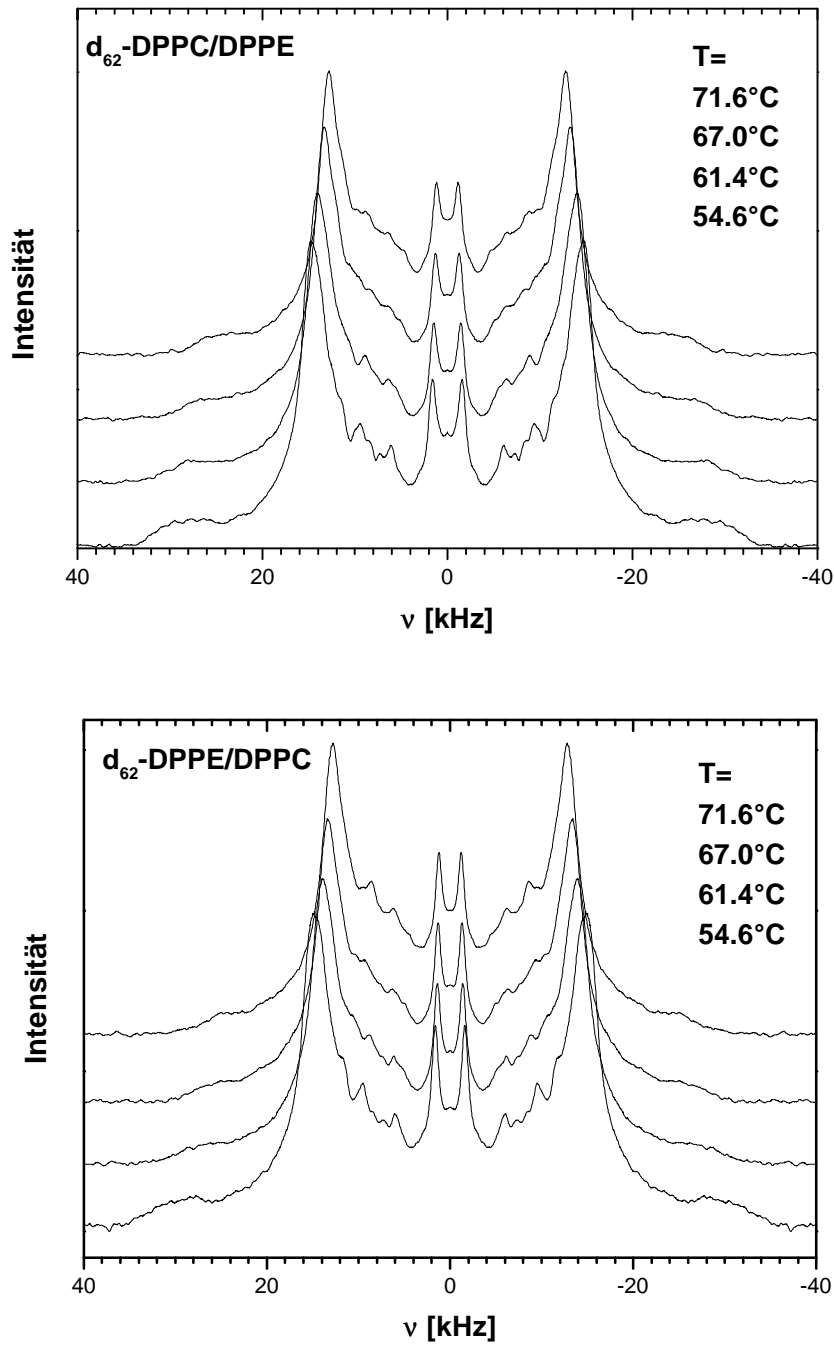 d₆₂-DPPC/DPPE
T=
71.6°C
67.0°C
61.4°C
54.6°C
Intensität
40 20 0 -20 -40
ν [kHz]
d₆₂-DPPE/DPPC
T=
71.6°C
67.0°C
61.4°C
54.6°C
Intensität
40 20 0 -20 -40
ν [kHz]